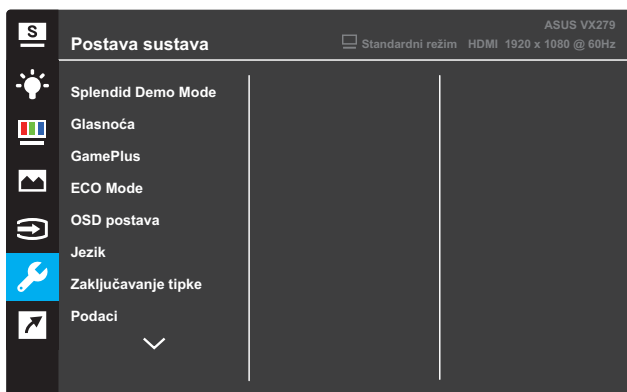 S
ASUS VX279
Postava sustava
Standardni režim HDMI 1920 x 1080 @ 60Hz
Splendid Demo Mode
Glasnoća
GamePlus
ECO Mode
OSD postava
Jezik
Zaključavanje tipke
Podaci